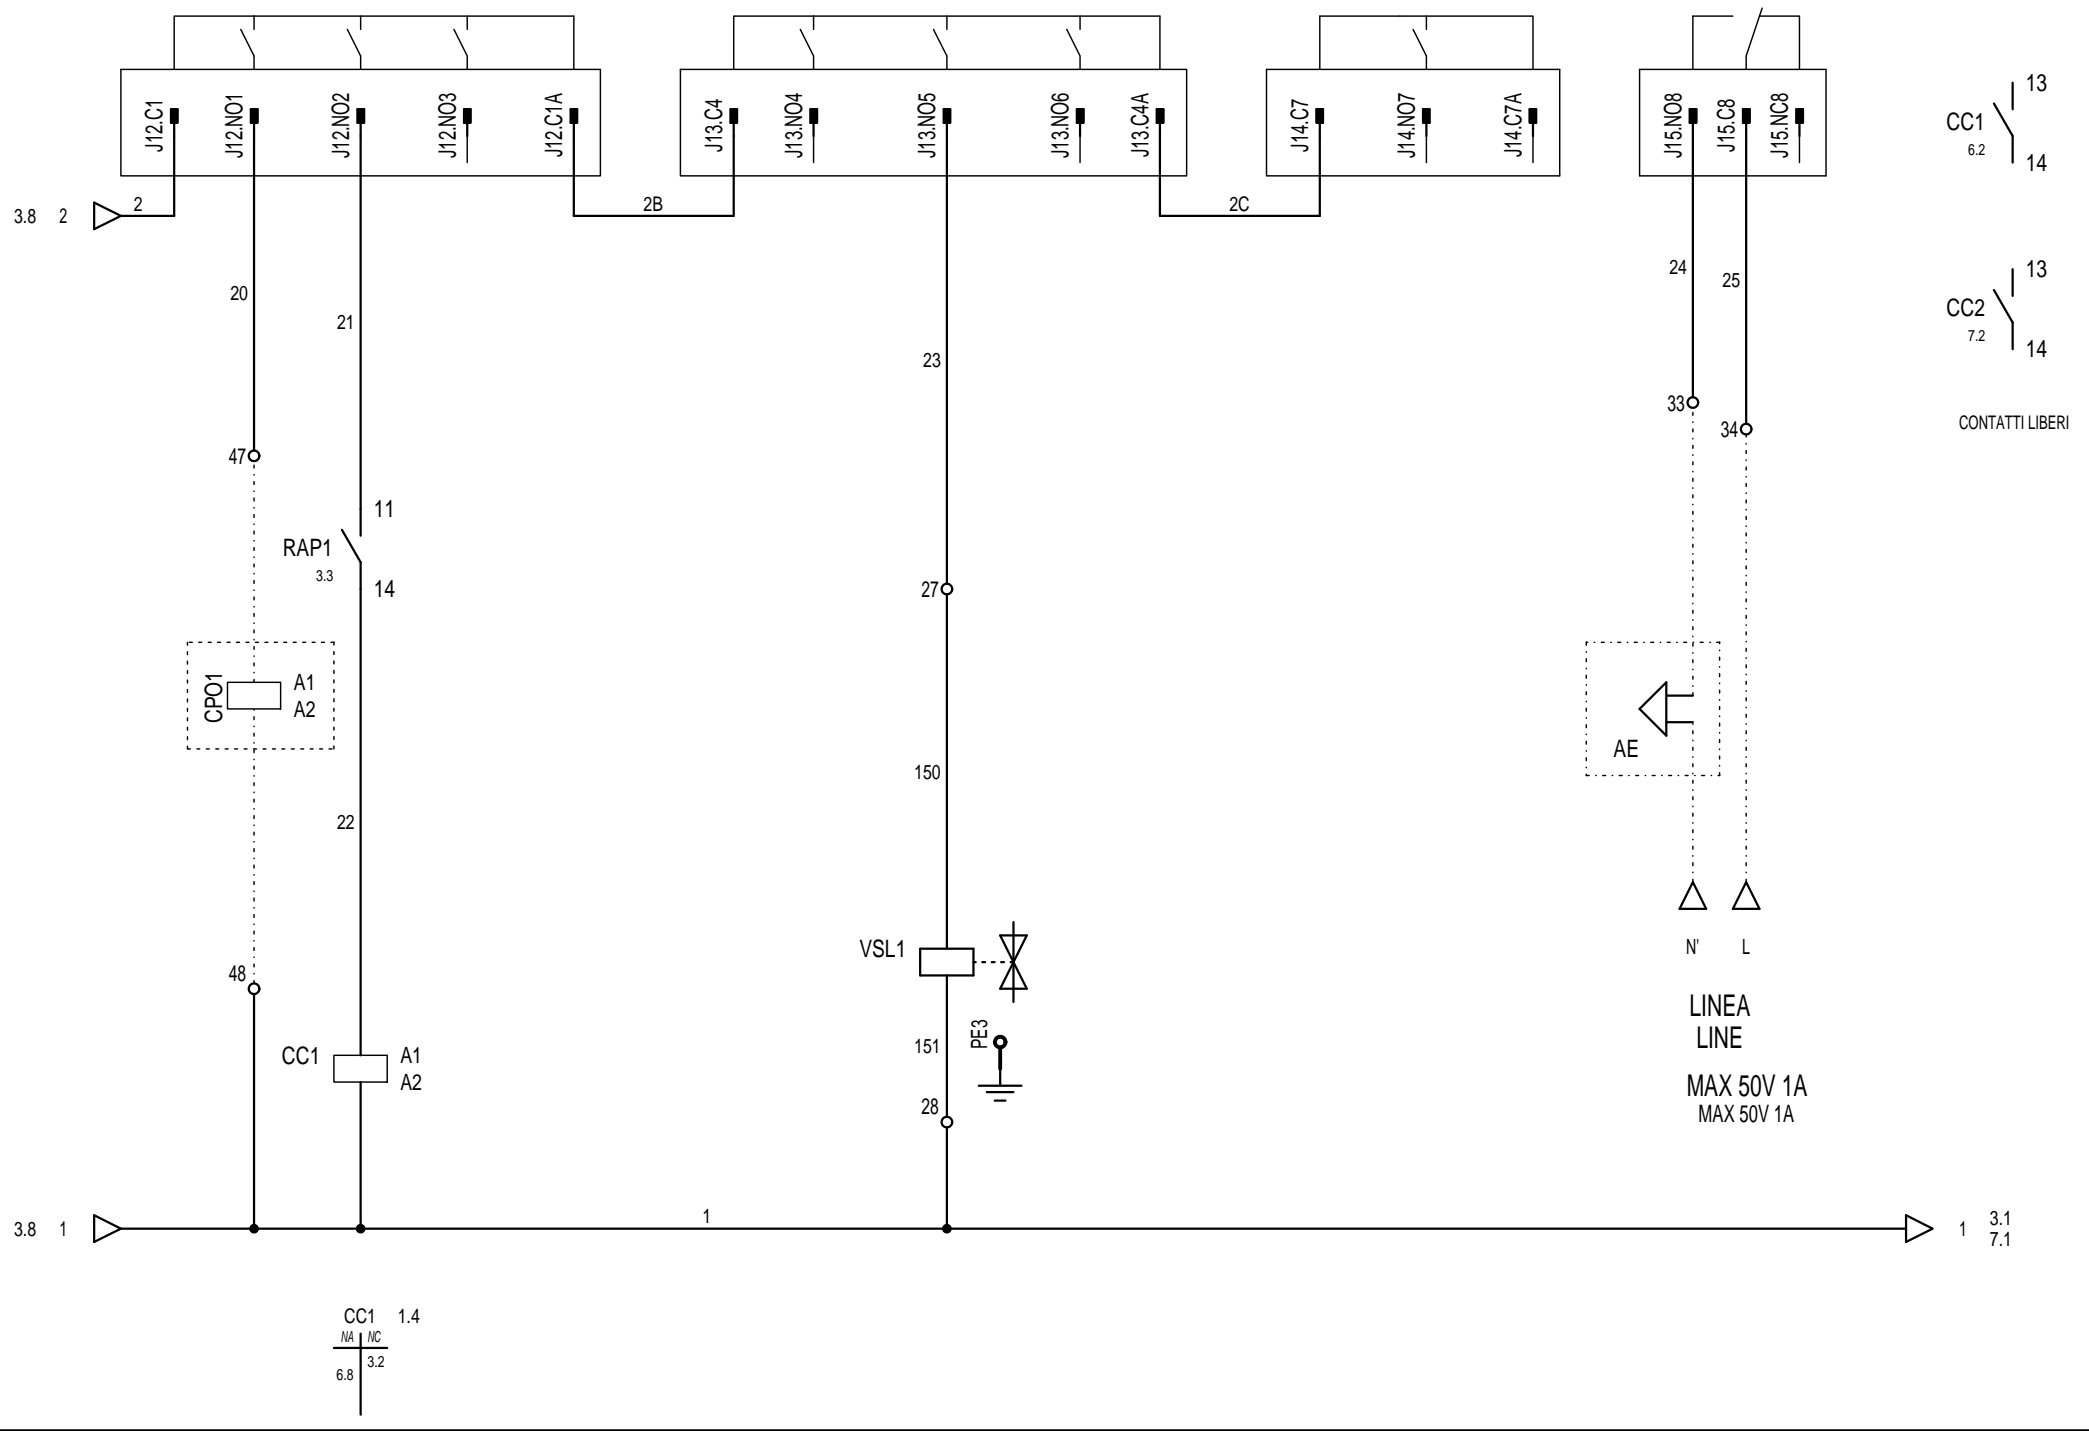 J12.C1
J12.NO1
J12.NO2
J12.NO3
J12.C1A
J13.C4
J13.NO4
J13.NO5
J13.NO6
J13.C4A
J14.C7
J14.NO7
J14.C7A
J15.NO8
J15.C8
J15.NC8
13
CC1
6.2
14
3.8 2
2
2B
2C
13
CC2
7.2
14
20
21
23
24
25
33
34
CONTATTI LIBERI
47
11
RAP1
3.3
14
27
CPO1
A1
A2
AE
150
22
VSL1
N' L
48
LINEA
LINE
PE3
151
CC1
A1
A2
28
MAX 50V 1A
MAX 50V 1A
3.8 1
1
1
3.1
7.1
CC1 1.4
NA NC
3.2
6.8